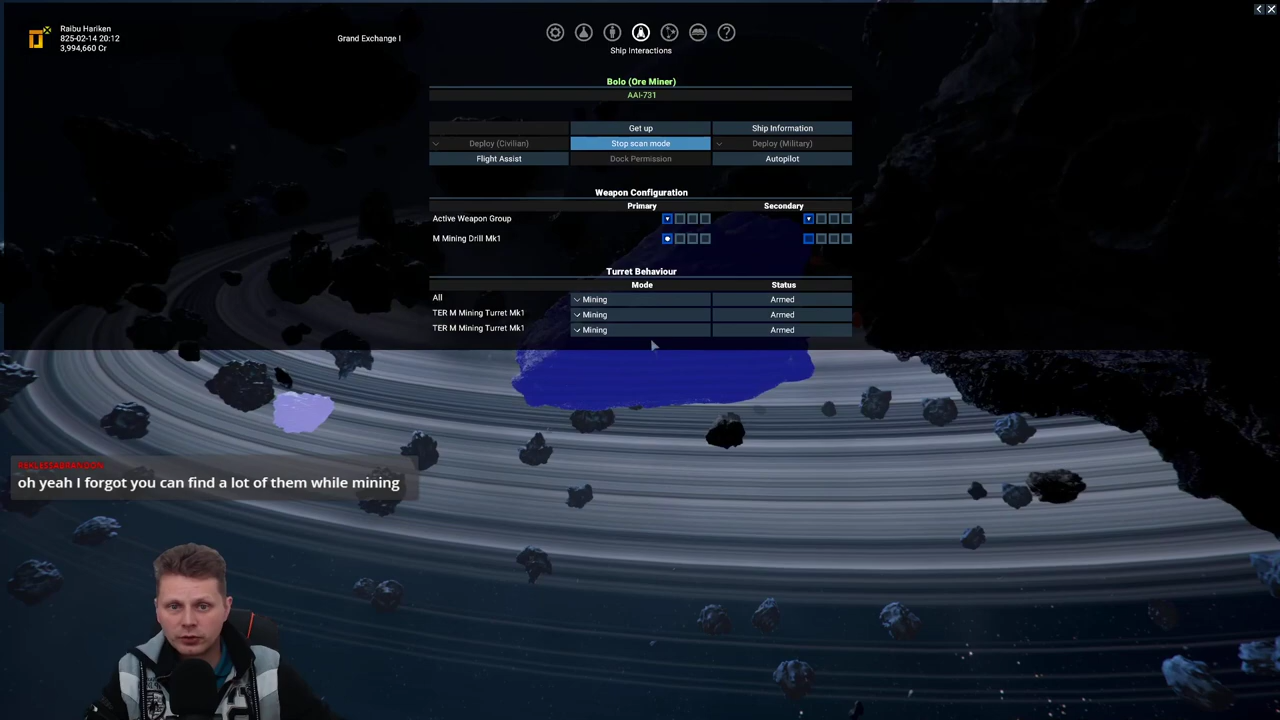 Raibu Hariken
825-02-14 20:12
3,994,660 Cr
Grand Exchange I
Ship Interactions
Bolo (Ore Miner)
AAI-731
Get up
Ship Information
Deploy (Civilian)
Stop scan mode
Deploy (Military)
Flight Assist
Dock Permission
Autopilot
Weapon Configuration
Primary
Secondary
Active Weapon Group
M Mining Drill Mk1
Turret Behaviour
Mode
Status
All
Mining
Armed
TER M Mining Turret Mk1
Mining
Armed
TER M Mining Turret Mk1
Mining
Armed
oh yeah I forgot you can find a lot of them while mining